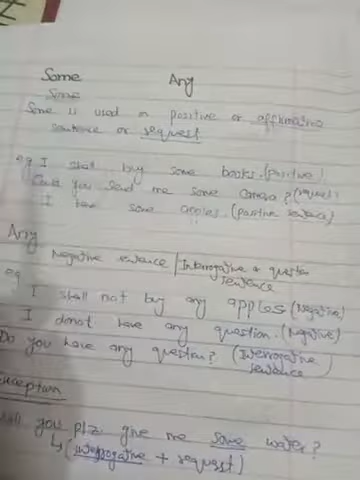 Some Any
Some
Some is used in positive or affirmative
sentence or request
eg I shall buy some books. (positive)
Could you send me some camera? (request)
I have some apples. (positive sentence)
Any
Negative sentence / Interrogative or question
sentence
eg
I shall not buy any apples (Negative)
I donot have any question. (Negative)
Do you have any question? (Interrogative
sentence)
exception
will you plz give me some water?
↳ (interrogative + request)